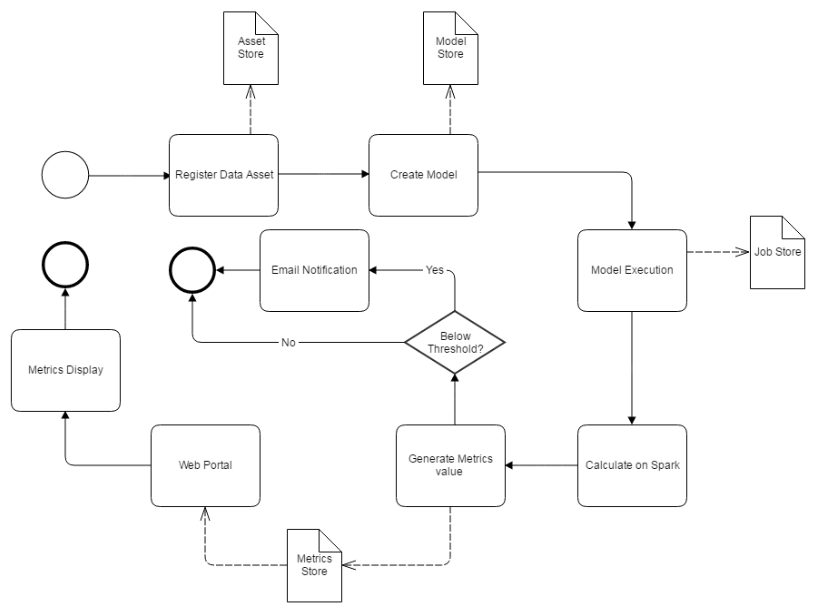 Asset
Store
Model
Store
Register Data Asset
Create Model
Email Notification
Yes
Model Execution
Job Store
Below
Threshold?
No
Metrics Display
Web Portal
Generate Metrics
value
Calculate on Spark
Metrics
Store